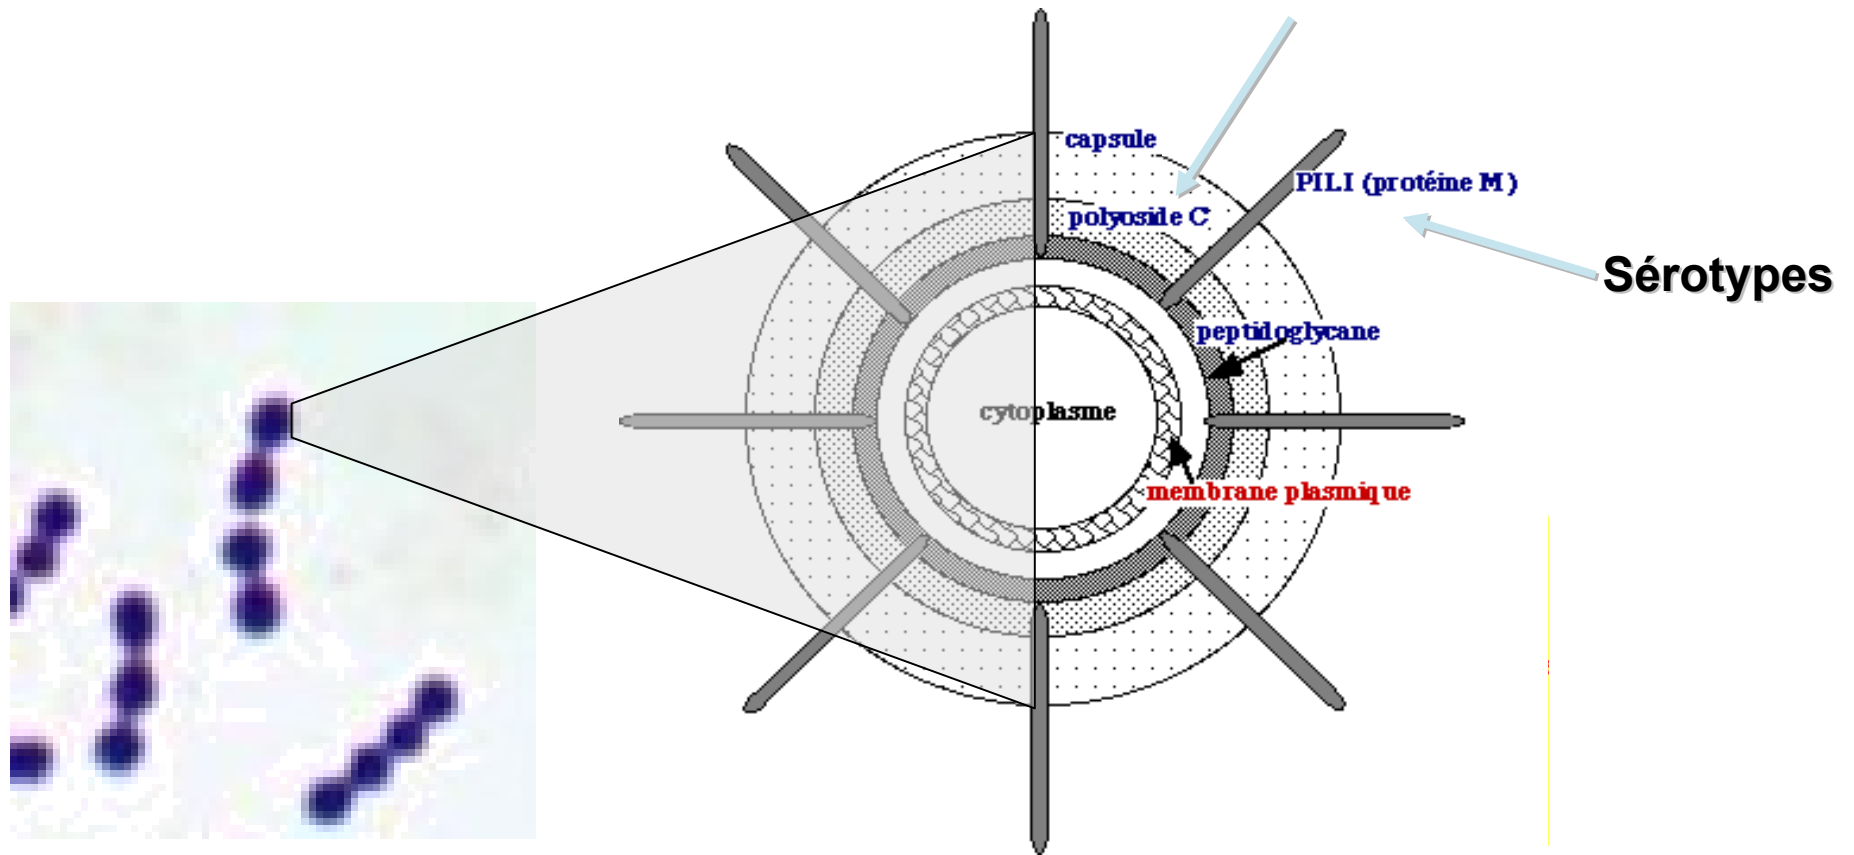 capsule
PILI (protéine M)
polyoside C
Sérotypes
peptidoglycane
cytoplasme
membrane plasmique